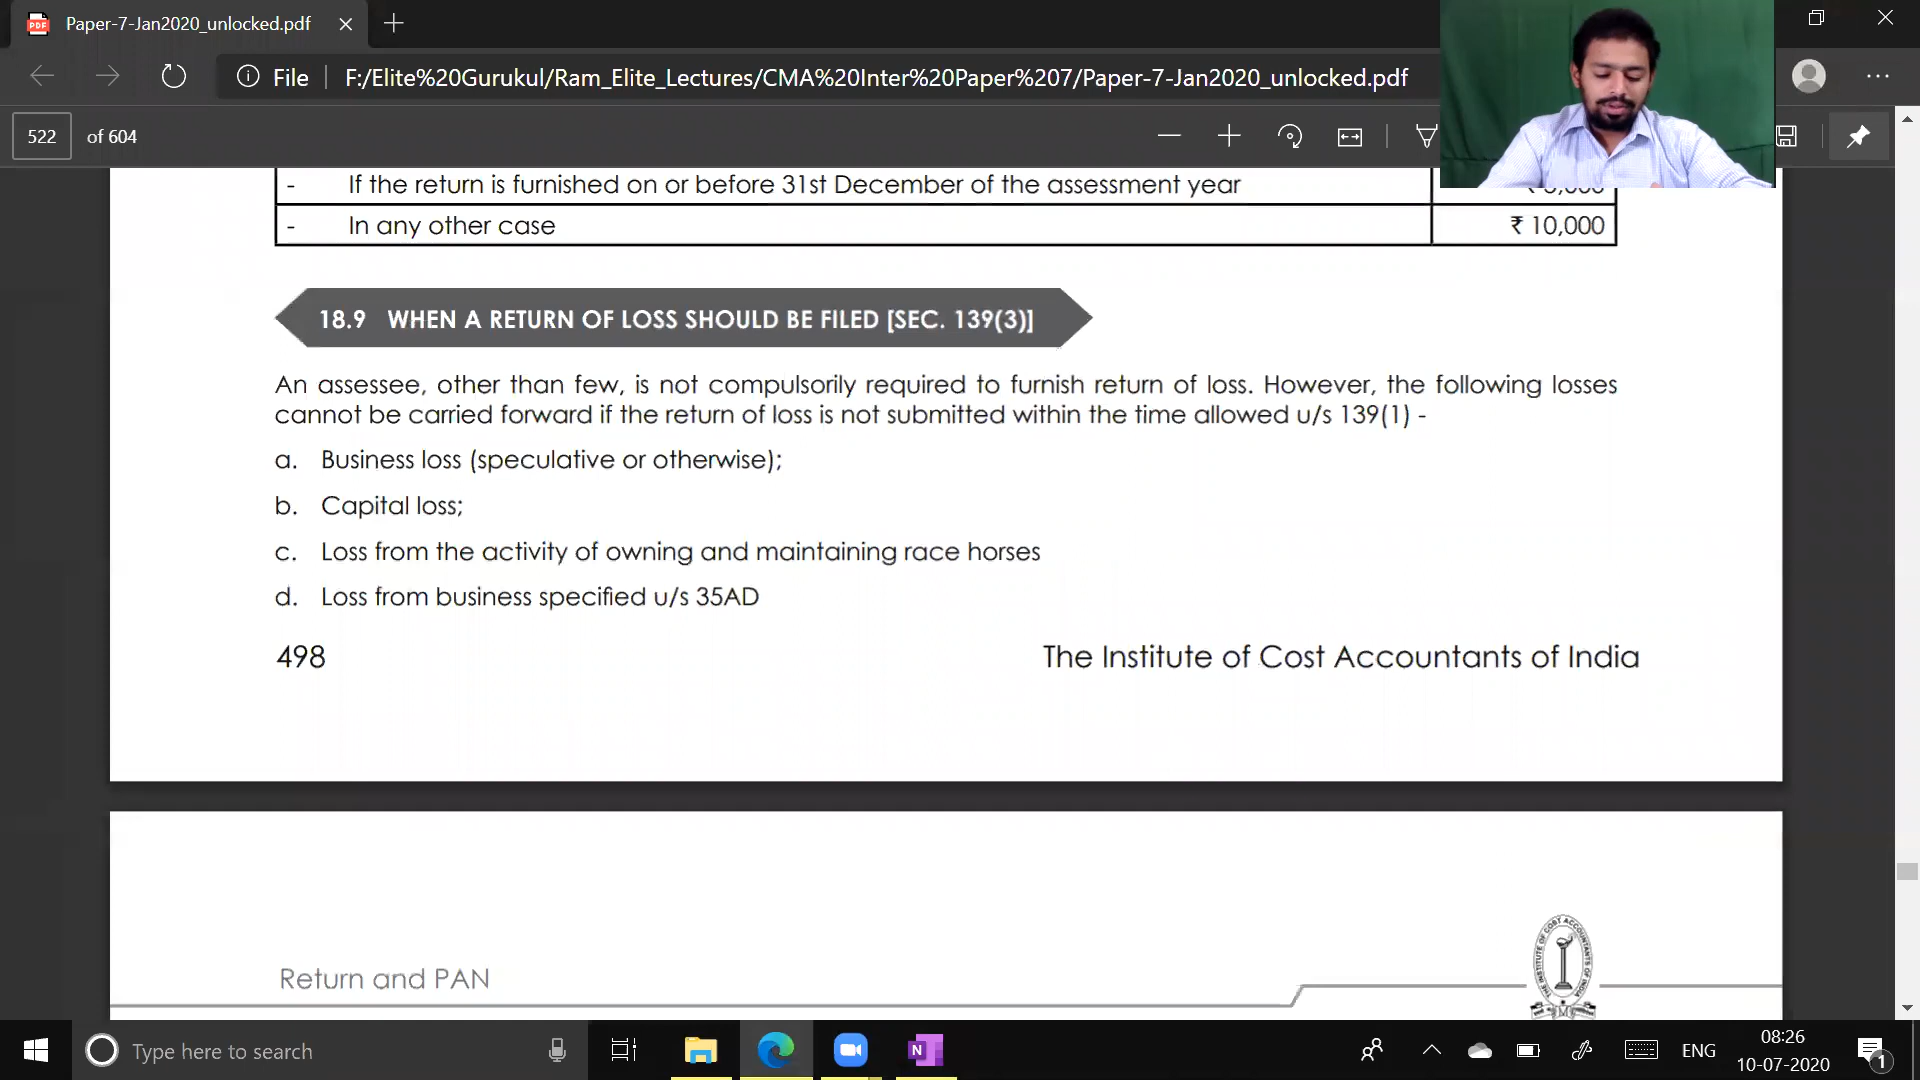 Paper-7-Jan2020_unlocked.pdf
File
F:/Elite%20Gurukul/Ram_Elite_Lectures/CMA%20Inter%20Paper%207/Paper-7-Jan2020_unlocked.pdf
522 of 604
- If the return is furnished on or before 31st December of the assessment year
- In any other case ₹ 10,000
18.9 WHEN A RETURN OF LOSS SHOULD BE FILED [SEC. 139(3)]
An assessee, other than few, is not compulsorily required to furnish return of loss. However, the following losses
cannot be carried forward if the return of loss is not submitted within the time allowed u/s 139(1) -
a. Business loss (speculative or otherwise);
b. Capital loss;
c. Loss from the activity of owning and maintaining race horses
d. Loss from business specified u/s 35AD
498 The Institute of Cost Accountants of India
Return and PAN
Type here to search
ENG
08:26
10-07-2020
1